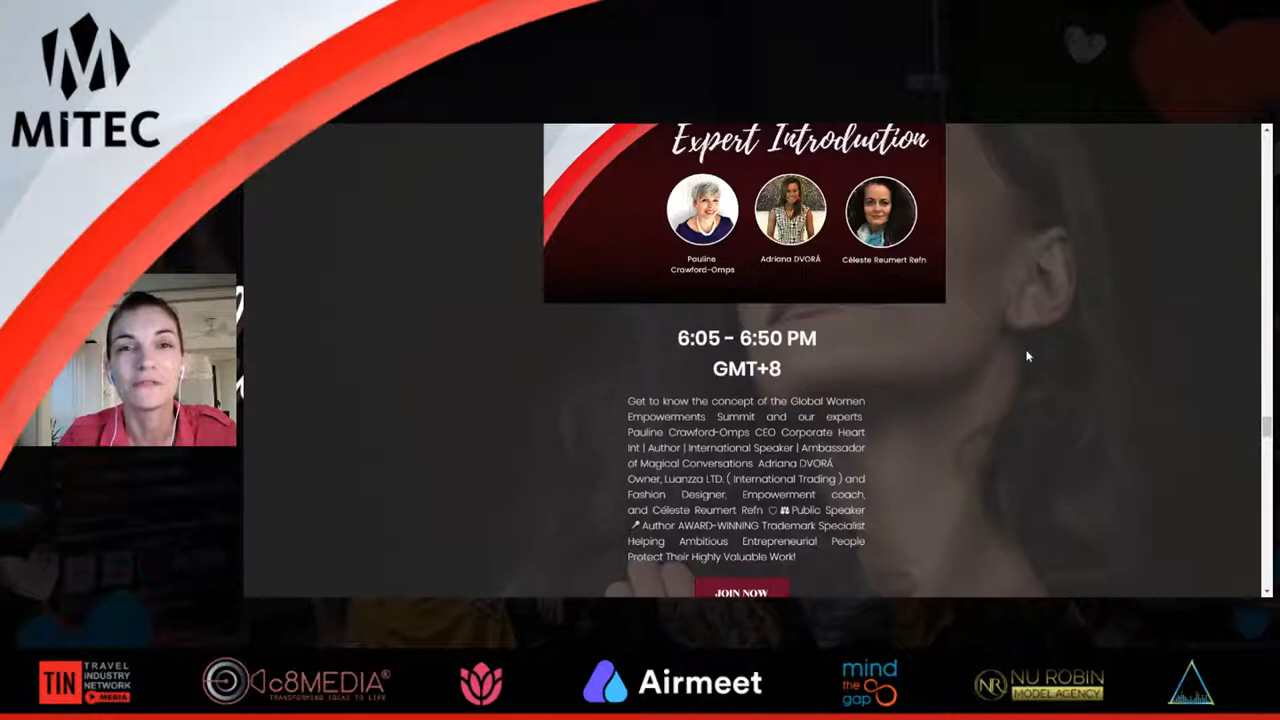 MiTEC
Expert Introduction
Pauline
Crawford-Omps
Adriana DVORÁ
Céleste Reumert Refn
6:05 - 6:50 PM
GMT+8
Get to know the concept of the Global Women
Empowerments Summit and our experts
Pauline Crawford-Omps CEO Corporate Heart
Int | Author | International Speaker | Ambassador
of Magical Conversations Adriana DVORÁ
Owner, Luanzza LTD. ( International Trading ) and
Fashion Designer, Empowerment coach,
and Céleste Reumert Refn ♡ Public Speaker
Author AWARD-WINNING Trademark Specialist
Helping Ambitious Entrepreneurial People
Protect Their Highly Valuable Work!
JOIN NOW
TIN TRAVEL
INDUSTRY
NETWORK
MEDIA
c8MEDIA®
TRANSFORMING IDEAS TO LIFE
Airmeet
mind
the
gap
NR NU ROBIN
MODEL AGENCY